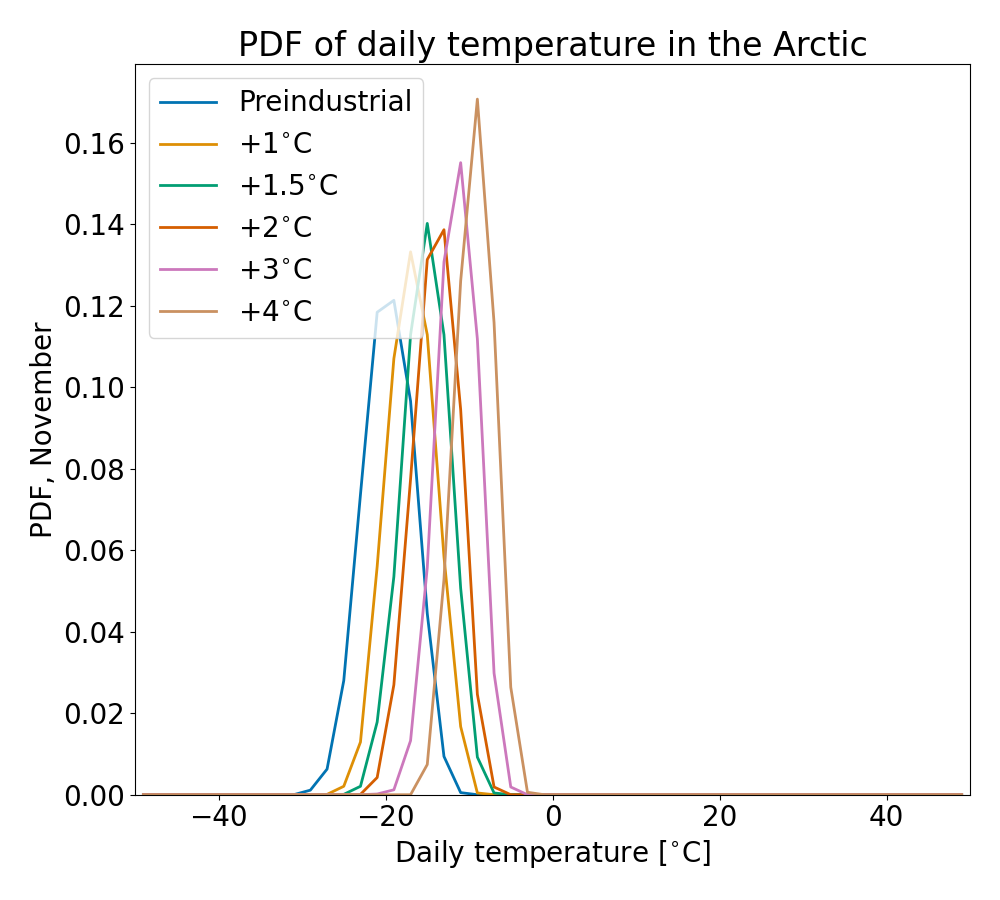 PDF of daily temperature in the Arctic
Preindustrial
+1°C
+1.5°C
+2°C
+3°C
+4°C
0.16
0.14
0.12
0.10
0.08
0.06
0.04
0.02
0.00
PDF, November
−40
−20
0
20
40
Daily temperature [°C]